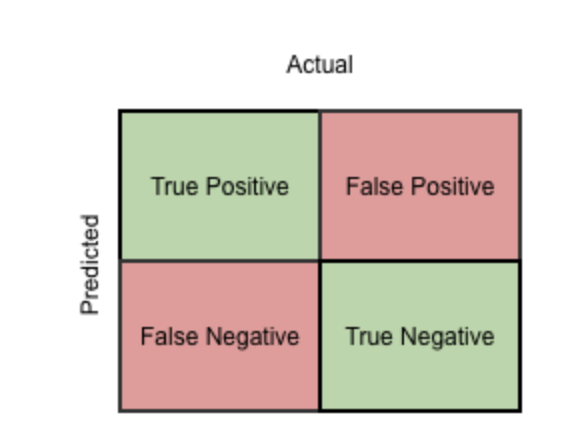 Actual
True Positive
False Positive
Predicted
False Negative
True Negative